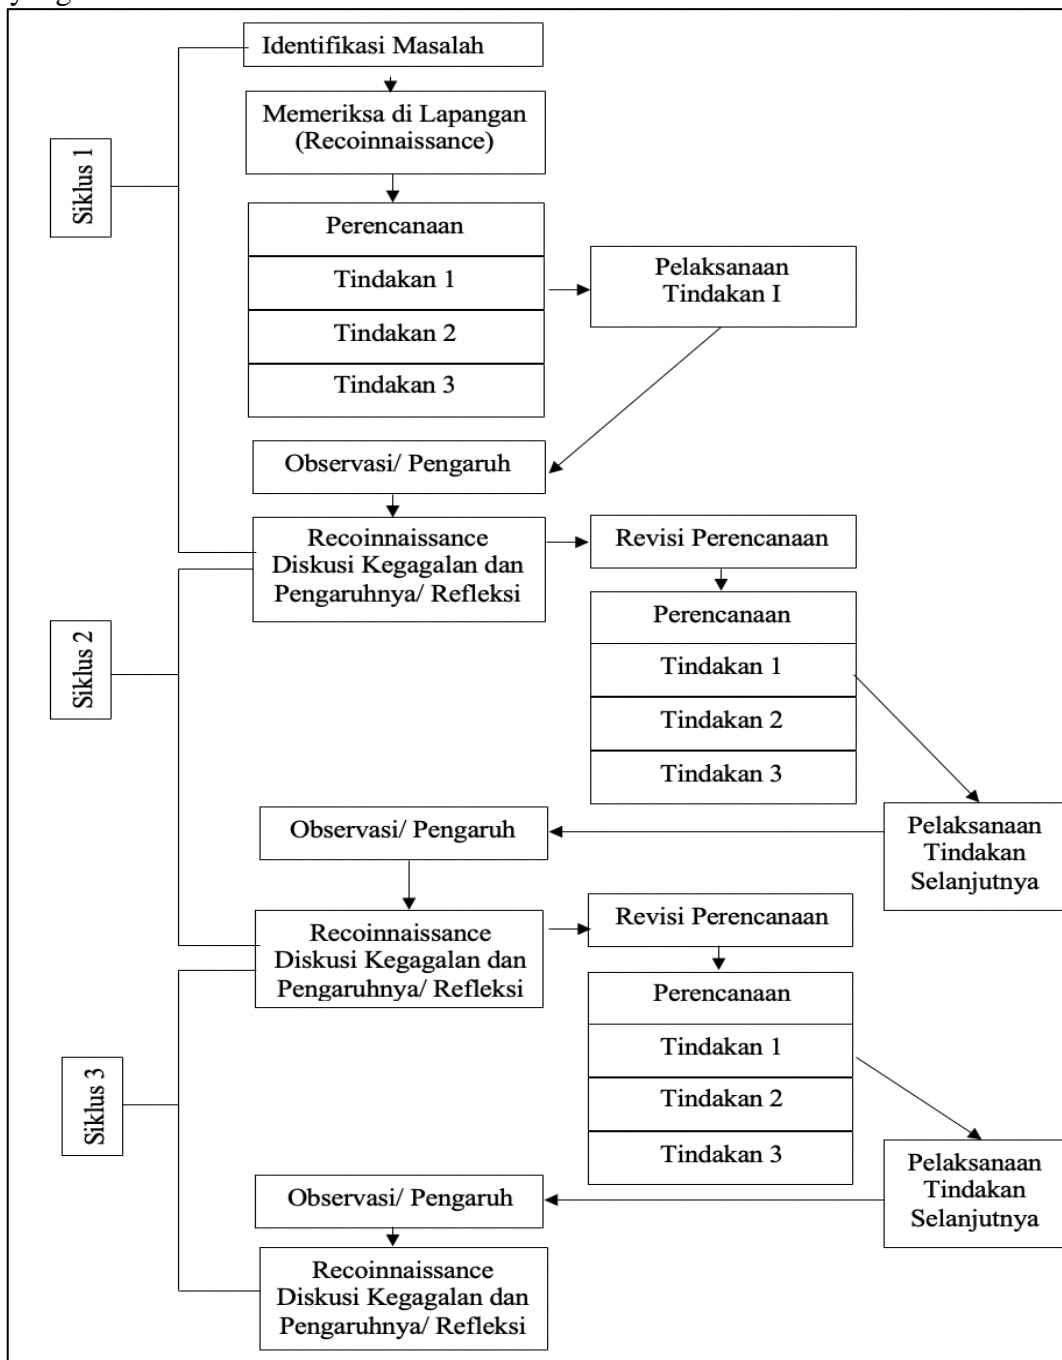 Siklus 1
Identifikasi Masalah
Memeriksa di Lapangan
(Recoinnaissance)
Perencanaan
Tindakan 1
Tindakan 2
Tindakan 3
Pelaksanaan
Tindakan I
Observasi/ Pengaruh
Recoinnaissance
Diskusi Kegagalan dan
Pengaruhnya/ Refleksi
Siklus 2
Revisi Perencanaan
Perencanaan
Tindakan 1
Tindakan 2
Tindakan 3
Pelaksanaan
Tindakan
Selanjutnya
Observasi/ Pengaruh
Recoinnaissance
Diskusi Kegagalan dan
Pengaruhnya/ Refleksi
Siklus 3
Revisi Perencanaan
Perencanaan
Tindakan 1
Tindakan 2
Tindakan 3
Pelaksanaan
Tindakan
Selanjutnya
Observasi/ Pengaruh
Recoinnaissance
Diskusi Kegagalan dan
Pengaruhnya/ Refleksi